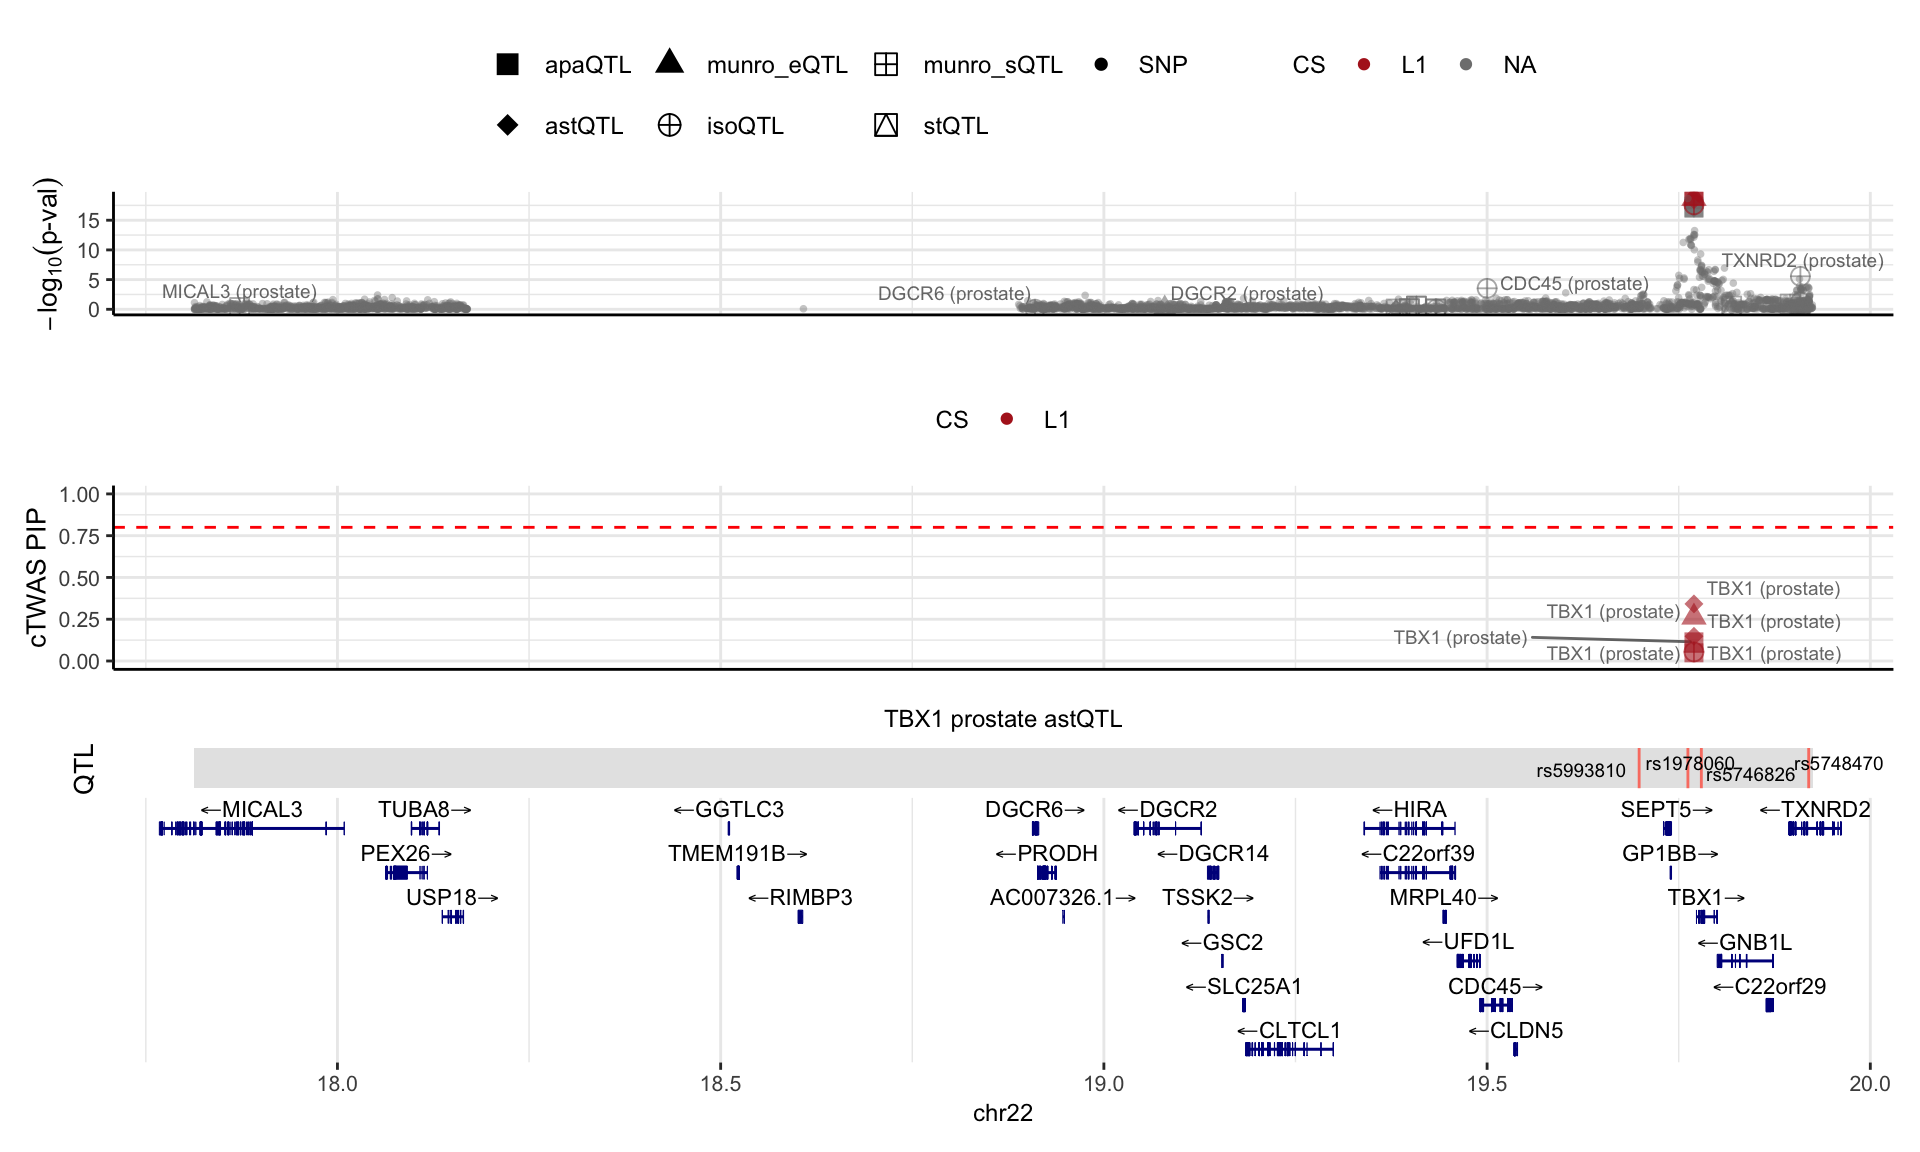 apaQTL munro_eQTL munro_sQTL SNP CS L1 NA
astQTL isoQTL stQTL
−log10(p-val)
15
10
5
0
MICAL3 (prostate) DGCR6 (prostate) DGCR2 (prostate) CDC45 (prostate) TXNRD2 (prostate)
CS L1
cTWAS PIP
1.00
0.75
0.50
0.25
0.00
TBX1 (prostate)
TBX1 (prostate)
TBX1 (prostate)
TBX1 (prostate)
TBX1 (prostate) TBX1 (prostate)
TBX1 prostate astQTL
QTL
rs5993810 rs1978060 rs5746826 rs5748470
←MICAL3 TUBA8→ ←GGTLC3 DGCR6→ ←DGCR2 ←HIRA SEPT5→ ←TXNRD2
PEX26→ TMEM191B→ ←PRODH ←DGCR14 ←C22orf39 GP1BB→
USP18→ ←RIMBP3 AC007326.1→ TSSK2→ MRPL40→ TBX1→
←GSC2 ←UFD1L ←GNB1L
←SLC25A1 CDC45→ ←C22orf29
←CLTCL1 ←CLDN5
18.0 18.5 19.0 19.5 20.0
chr22